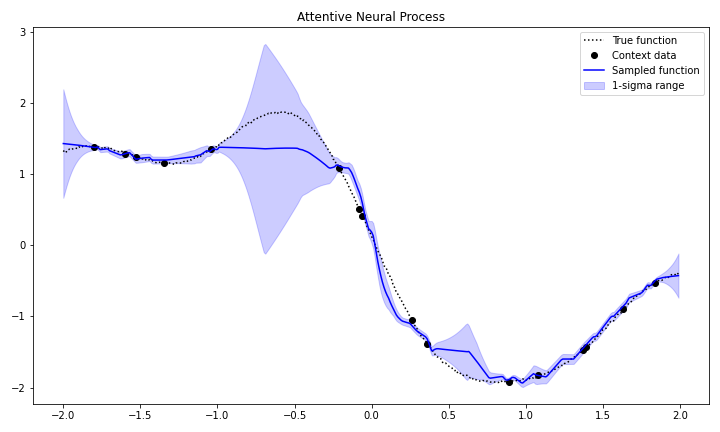 Attentive Neural Process
True function
Context data
Sampled function
1-sigma range
3
2
1
0
−1
−2
−2.0 −1.5 −1.0 −0.5 0.0 0.5 1.0 1.5 2.0